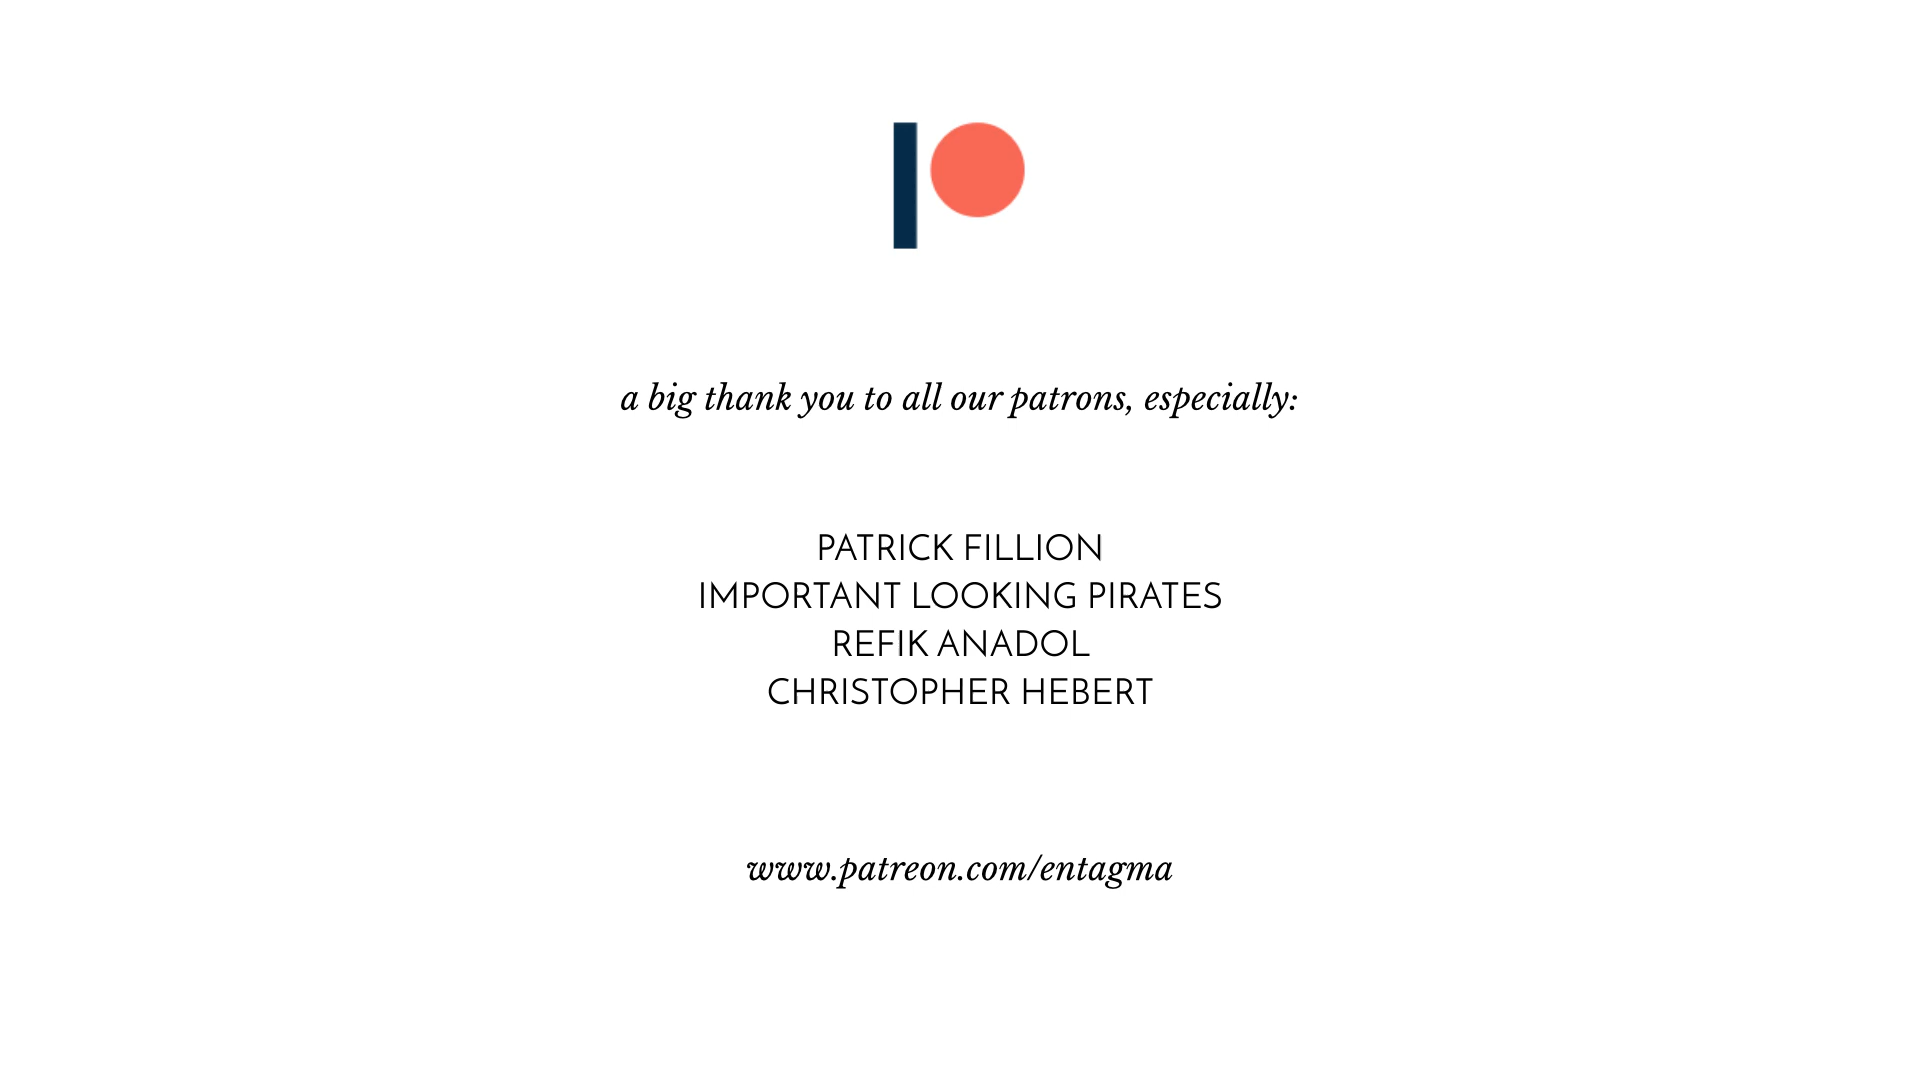 a big thank you to all our patrons, especially:
PATRICK FILLION
IMPORTANT LOOKING PIRATES
REFIK ANADOL
CHRISTOPHER HEBERT
www.patreon.com/entagma